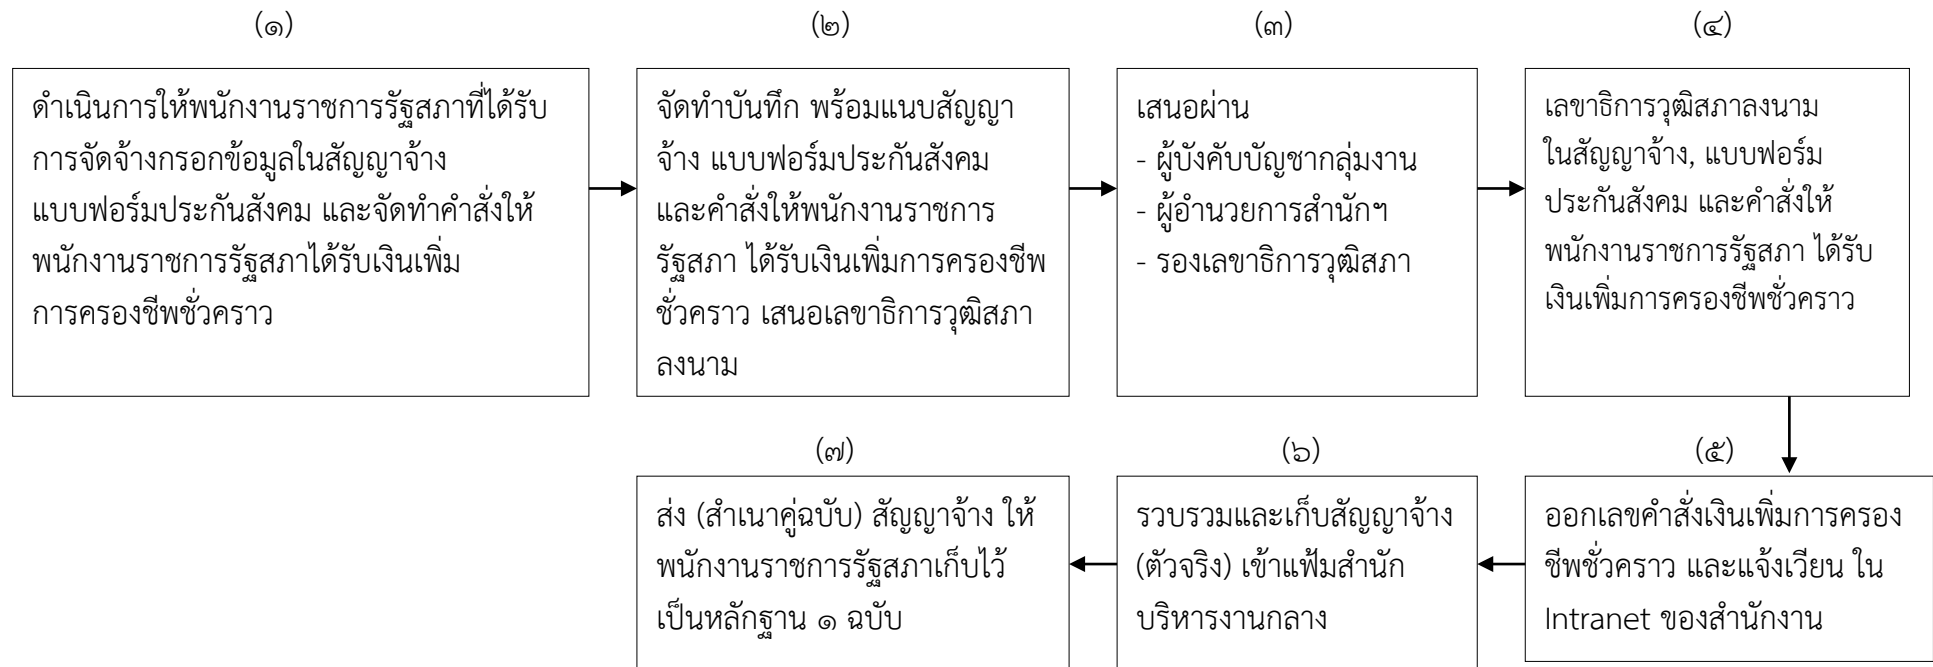 (๑)
ดำเนินการให้พนักงานราชการรัฐสภาที่ได้รับ
การจัดจ้างกรอกข้อมูลในสัญญาจ้าง
แบบฟอร์มประกันสังคม และจัดทำคำสั่งให้
พนักงานราชการรัฐสภาได้รับเงินเพิ่ม
การครองชีพชั่วคราว
(๒)
จัดทำบันทึก พร้อมแนบสัญญา
จ้าง แบบฟอร์มประกันสังคม
และคำสั่งให้พนักงานราชการ
รัฐสภา ได้รับเงินเพิ่มการครองชีพ
ชั่วคราว เสนอเลขาธิการวุฒิสภา
ลงนาม
(๓)
เสนอผ่าน
- ผู้บังคับบัญชากลุ่มงาน
- ผู้อำนวยการสำนักฯ
- รองเลขาธิการวุฒิสภา
(๔)
เลขาธิการวุฒิสภาลงนาม
ในสัญญาจ้าง, แบบฟอร์ม
ประกันสังคม และคำสั่งให้
พนักงานราชการรัฐสภา ได้รับ
เงินเพิ่มการครองชีพชั่วคราว
(๕)
ออกเลขคำสั่งเงินเพิ่มการครอง
ชีพชั่วคราว และแจ้งเวียน ใน
Intranet ของสำนักงาน
(๖)
รวบรวมและเก็บสัญญาจ้าง
(ตัวจริง) เข้าแฟ้มสำนัก
บริหารงานกลาง
(๗)
ส่ง (สำเนาคู่ฉบับ) สัญญาจ้าง ให้
พนักงานราชการรัฐสภาเก็บไว้
เป็นหลักฐาน ๑ ฉบับ